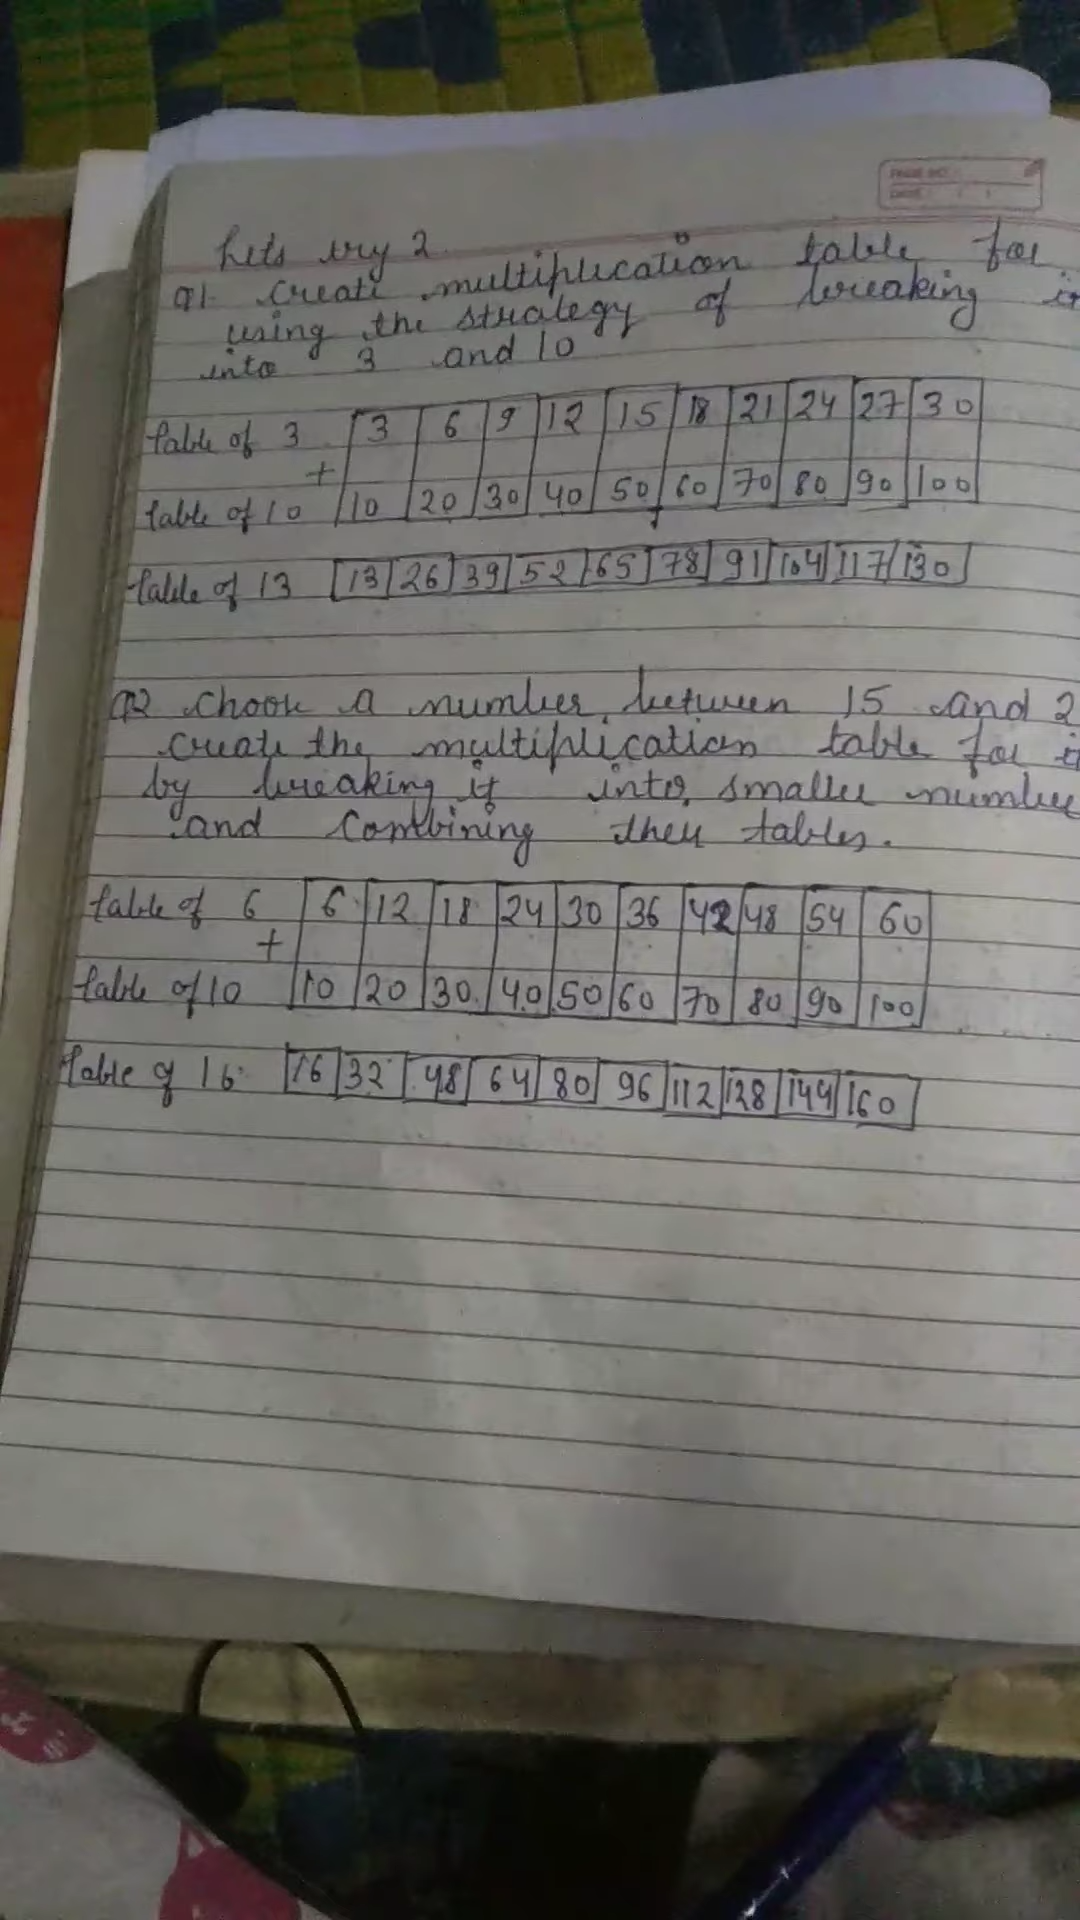 PAGE NO
DATE
Lets try 2
Q1. Create multiplication table for
using the strategy of breaking it
into 3 and 10
table of 3 3 6 9 12 15 18 21 24 27 30
+
table of 10 10 20 30 40 50 60 70 80 90 100
table of 13 13 26 39 52 65 78 91 104 117 130
Q2 Choose a number between 15 and 2
create the multiplication table for it
by breaking it into smaller number
and combining their tables.
table of 6 6 12 18 24 30 36 42 48 54 60
+
table of 10 10 20 30 40 50 60 70 80 90 100
table of 16 16 32 48 64 80 96 112 128 144 160